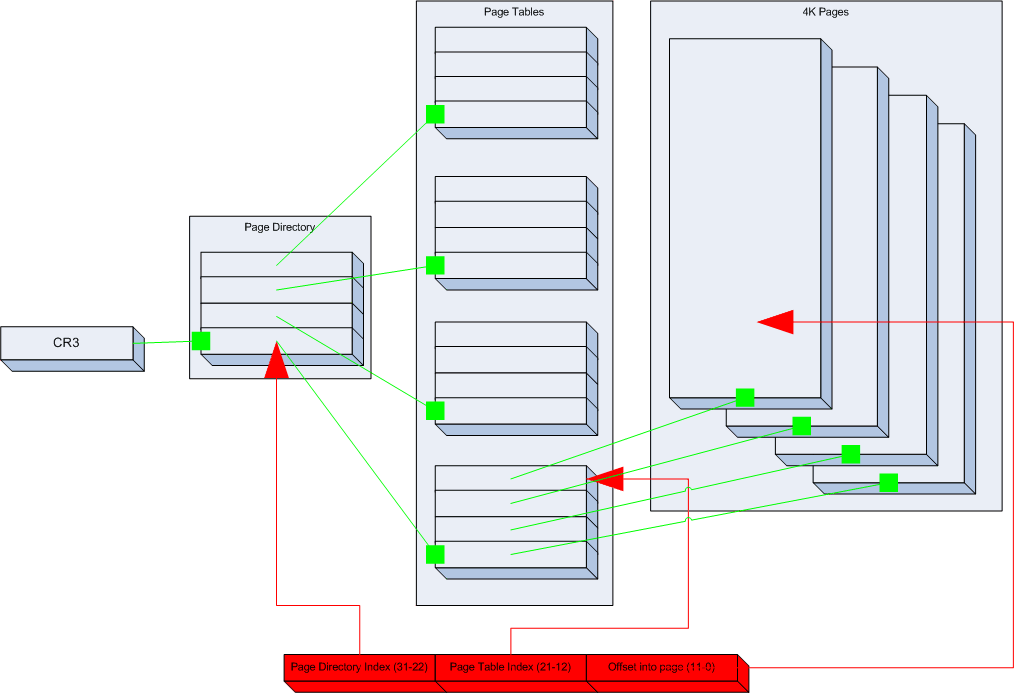 Page Tables
4K Pages
Page Directory
CR3
Page Directory Index (31-22)
Page Table Index (21-12)
Offset into page (11-0)